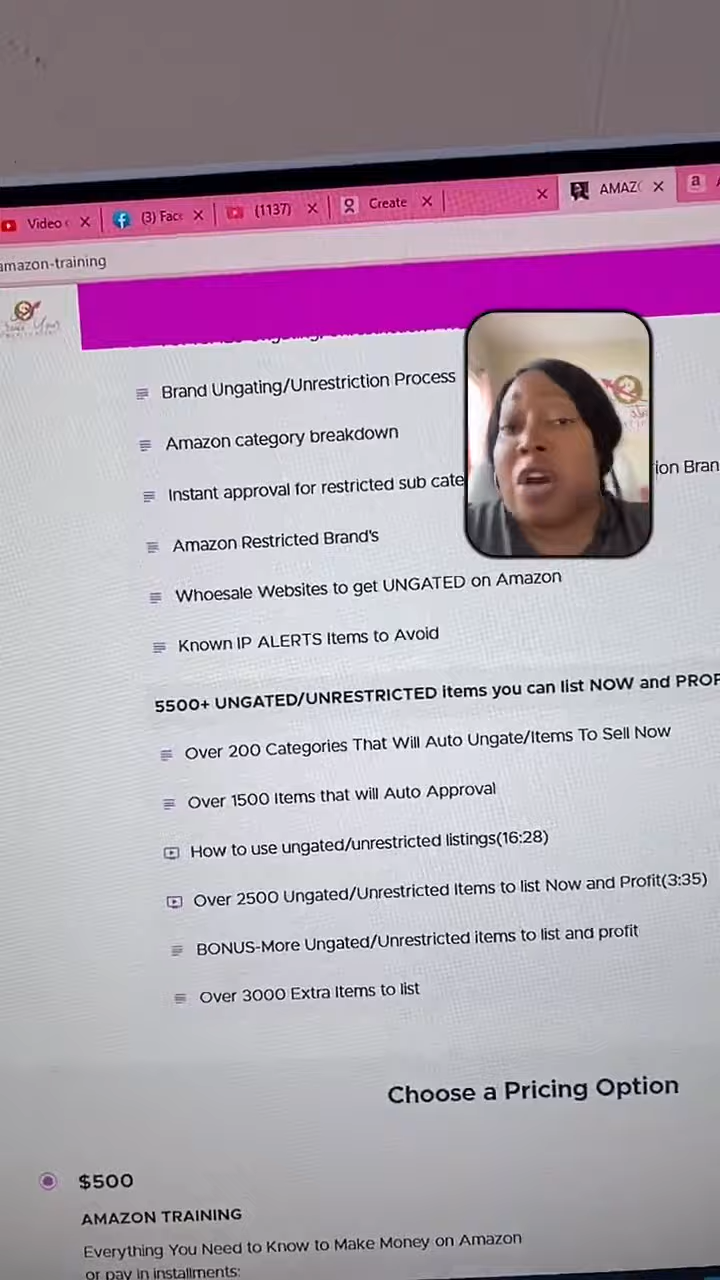 Video
(3) Fac
(1137)
Create
AMAZ
a
amazon-training
Your
Brand Ungating/Unrestriction Process
Amazon category breakdown
Instant approval for restricted sub cate
ion Bran
Amazon Restricted Brand's
Whoesale Websites to get UNGATED on Amazon
Known IP ALERTS Items to Avoid
5500+ UNGATED/UNRESTRICTED items you can list NOW and PROF
Over 200 Categories That Will Auto Ungate/Items To Sell Now
Over 1500 Items that will Auto Approval
How to use ungated/unrestricted listings(16:28)
Over 2500 Ungated/Unrestricted Items to list Now and Profit(3:35)
BONUS-More Ungated/Unrestricted items to list and profit
Over 3000 Extra Items to list
Choose a Pricing Option
$500
AMAZON TRAINING
Everything You Need to Know to Make Money on Amazon
or pay in installments: